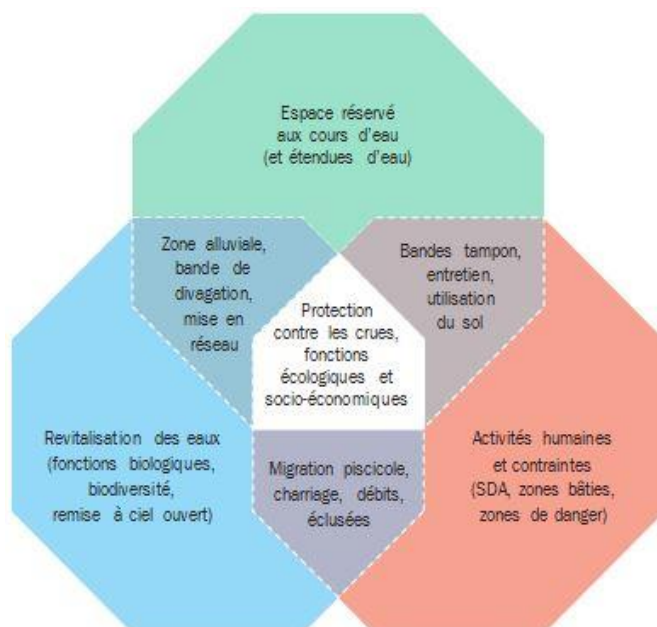 Espace réservé
aux cours d'eau
(et étendues d'eau)
Zone alluviale,
bande de
divagation,
mise en
réseau
Bandes tampon,
entretien,
utilisation
du sol
Protection
contre les crues,
fonctions
écologiques et
socio-économiques
Revitalisation des eaux
(fonctions biologiques,
biodiversité,
remise à ciel ouvert)
Migration piscicole,
charriage, débits,
éclusées
Activités humaines
et contraintes
(SDA, zones bâties,
zones de danger)